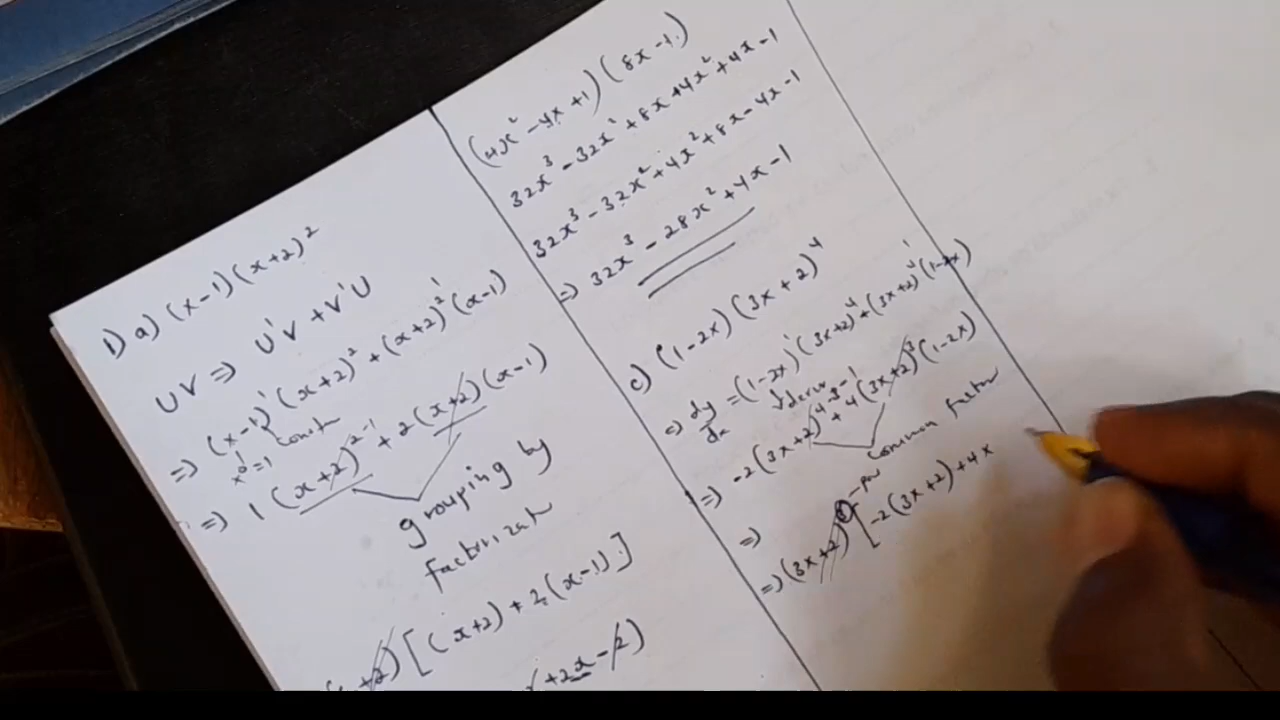 1) a) (x-1)(x+2)²
UV => U'V + V'U
=> (x-1)'(x+2)² + (x+2)²'(x-1)
x⁰=1
=> 1(x+2)²⁻¹ + 2(x+2)(x-1)
grouping by
+2)[(x+2)+2(x-1)]
+2x-2)
(4x²-4x+1)(8x-1)
32x³-32x²+8x+4x²+4x-1
32x³-32x²+4x²+8x-4x-1
=) 32x³-28x²+4x-1
c) (1-2x)(3x+2)⁴
=> dy/dx = (1-2x)'(3x+2)⁴+(3x+2)⁴'(1-2x)
=> -2(3x+2)⁴+4(3x+2)³(1-2x)
common factor
=>
=> (3x+2)³[-2(3x+2)+4x